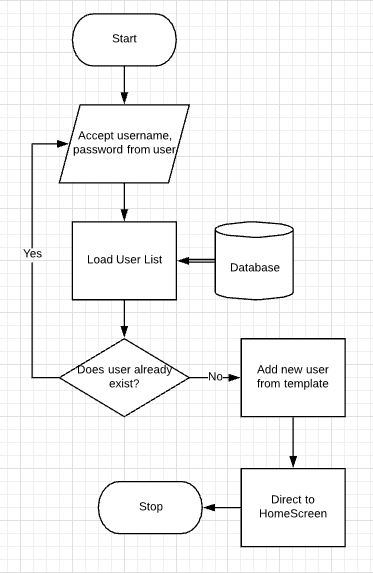 Start
Accept username,
password from user
Yes
Load User List
Database
Does user already
exist?
No
Add new user
from template
Direct to
HomeScreen
Stop